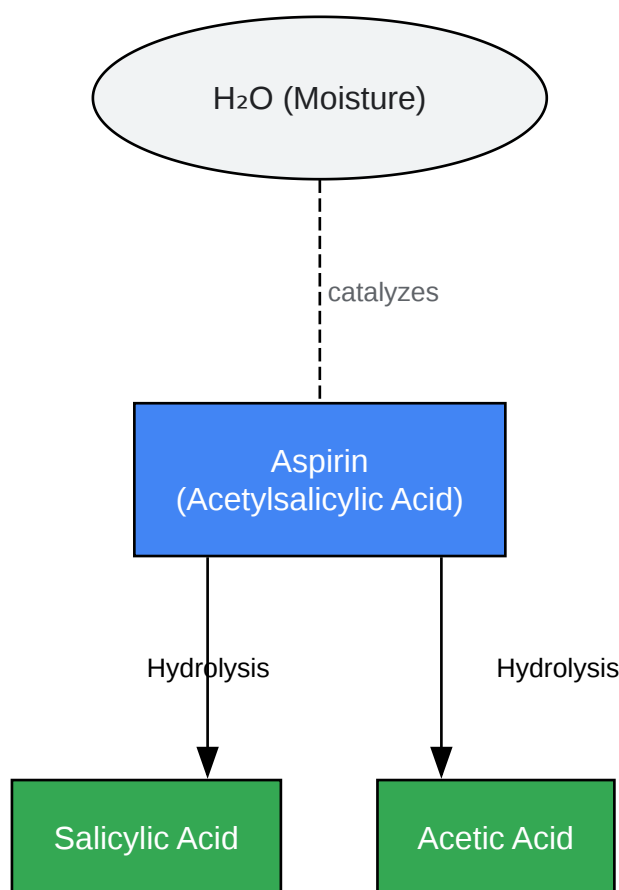 H₂O (Moisture)
catalyzes
Aspirin
(Acetylsalicylic Acid)
Hydrolysis
Hydrolysis
Salicylic Acid
Acetic Acid